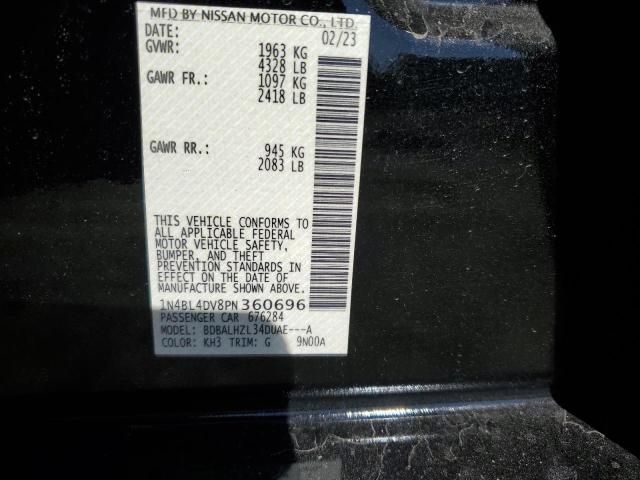 MFD BY NISSAN MOTOR CO., LTD.
DATE: 02/23
GVWR: 1963 KG
4328 LB
GAWR FR.: 1097 KG
2418 LB
GAWR RR.: 945 KG
2083 LB
THIS VEHICLE CONFORMS TO
ALL APPLICABLE FEDERAL
MOTOR VEHICLE SAFETY,
BUMPER, AND THEFT
PREVENTION STANDARDS IN
EFFECT ON THE DATE OF
MANUFACTURE SHOWN ABOVE.
1N4BL4DV8PN360696
PASSENGER CAR 676284
MODEL: BDBALHZL34DUAE---A
COLOR: KH3 TRIM: G 9N00A